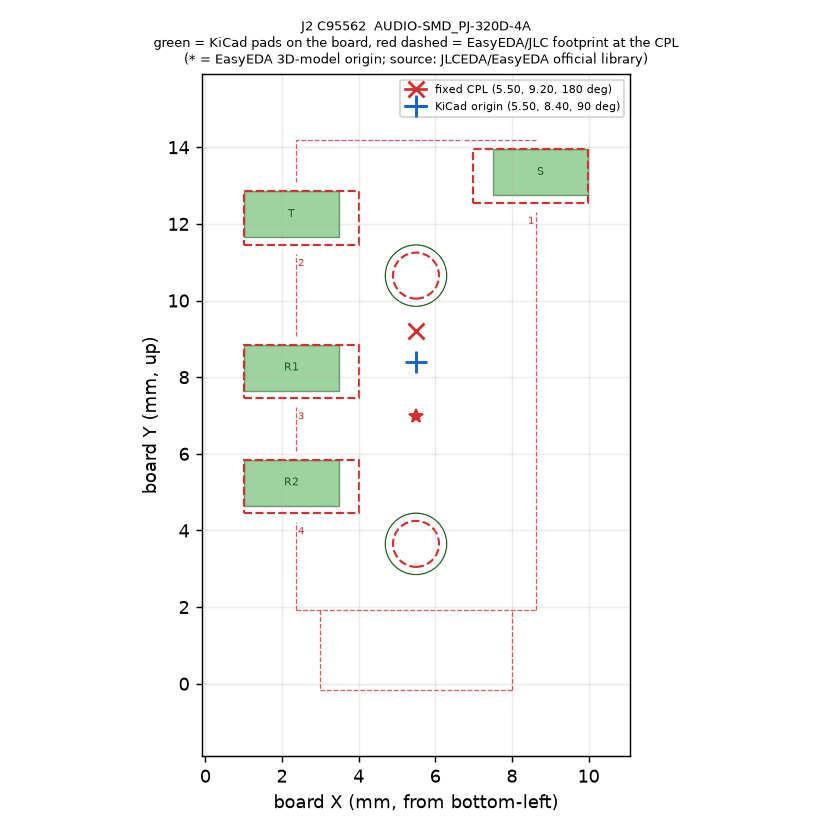 J2 C95562  AUDIO-SMD_PJ-320D-4A
green = KiCad pads on the board, red dashed = EasyEDA/JLC footprint at the CPL
(* = EasyEDA 3D-model origin; source: JLCEDA/EasyEDA official library)
fixed CPL (5.50, 9.20, 180 deg)
KiCad origin (5.50, 8.40, 90 deg)
14
12
10
8
6
4
2
0
board Y (mm, up)
S
1
T
2
R1
3
R2
4
0 2 4 6 8 10
board X (mm, from bottom-left)